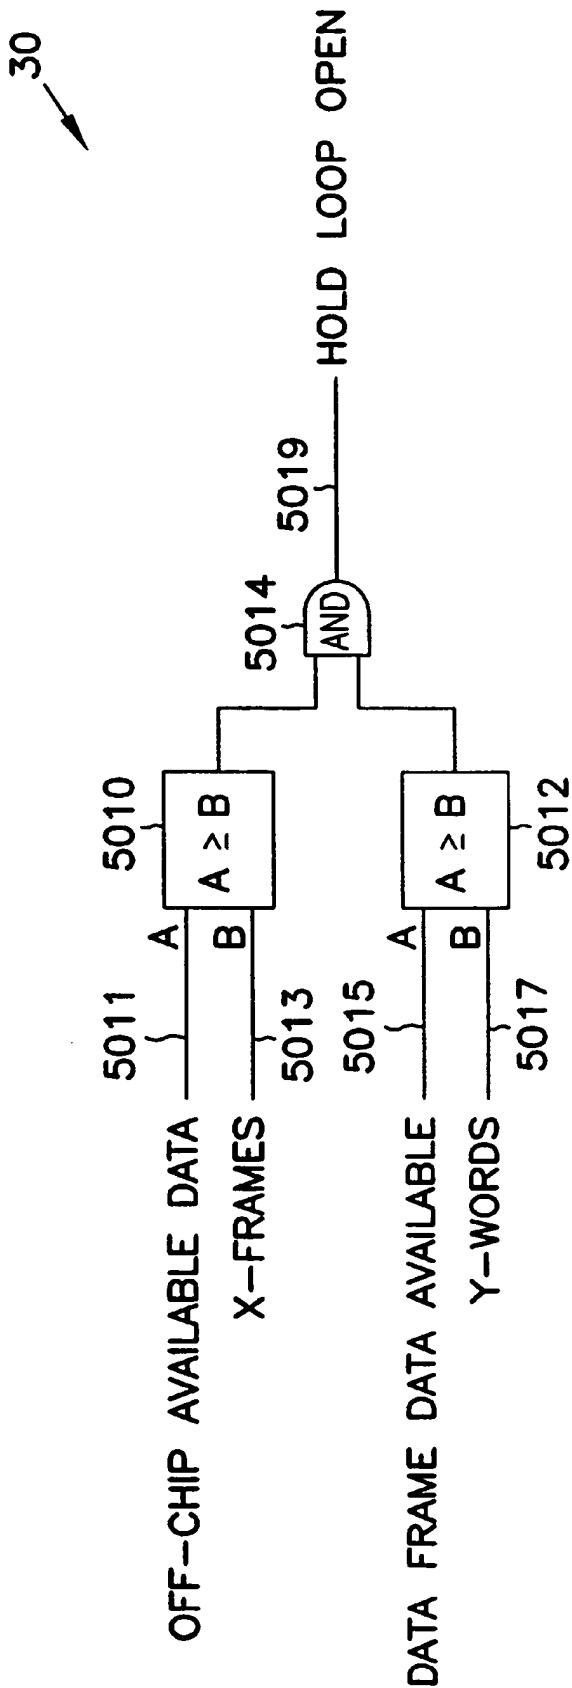 30
OFF-CHIP AVAILABLE DATA
5011
A
X-FRAMES
5013
B
5010
A ≥ B
DATA FRAME DATA AVAILABLE
5015
A
Y-WORDS
5017
B
5012
A ≥ B
5014
AND
5019
HOLD LOOP OPEN